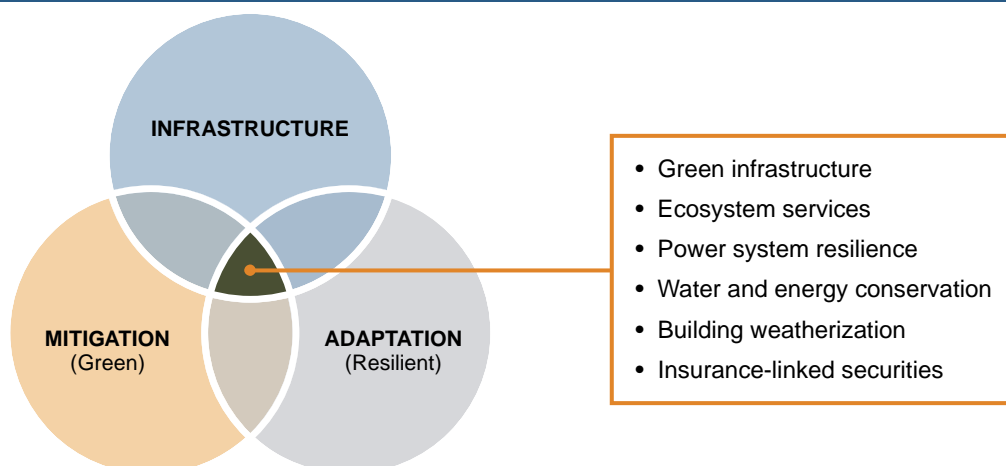 INFRASTRUCTURE
MITIGATION
(Green)
ADAPTATION
(Resilient)
• Green infrastructure
• Ecosystem services
• Power system resilience
• Water and energy conservation
• Building weatherization
• Insurance-linked securities